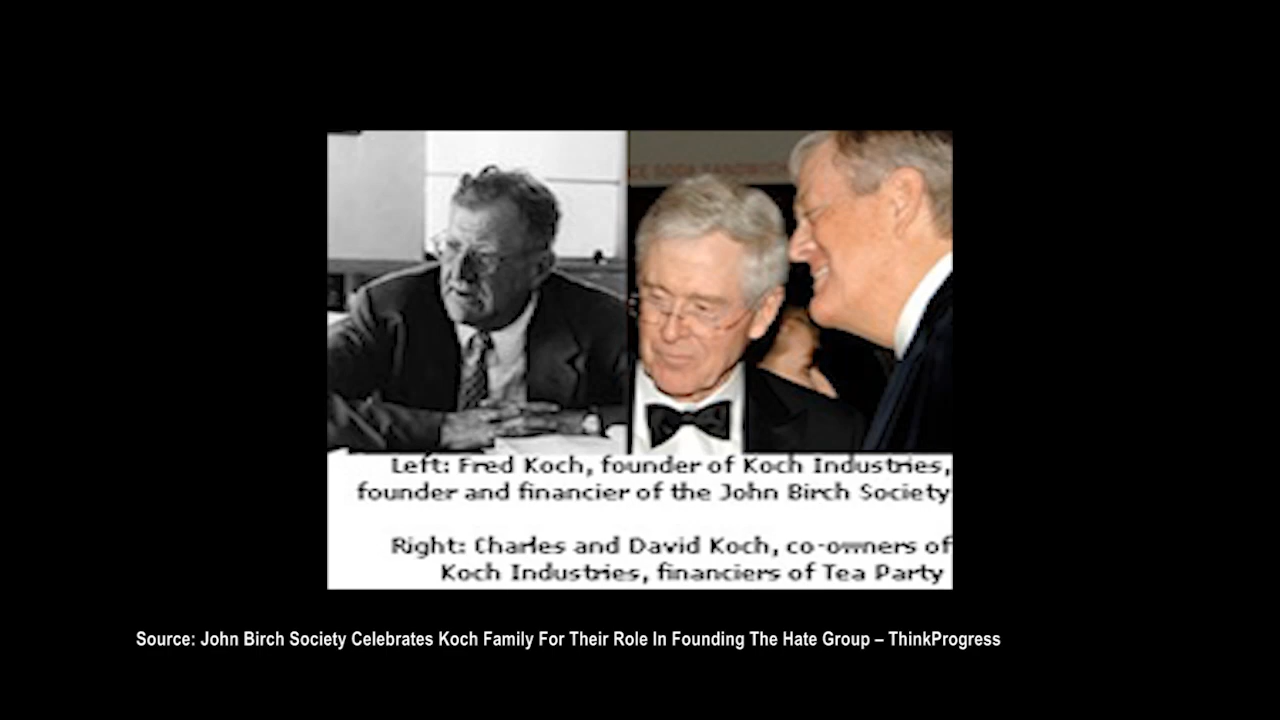 Left: Fred Koch, founder of Koch Industries,
founder and financier of the John Birch Society
Right: Charles and David Koch, co-owners of
Koch Industries, financiers of Tea Party
Source: John Birch Society Celebrates Koch Family For Their Role In Founding The Hate Group – ThinkProgress